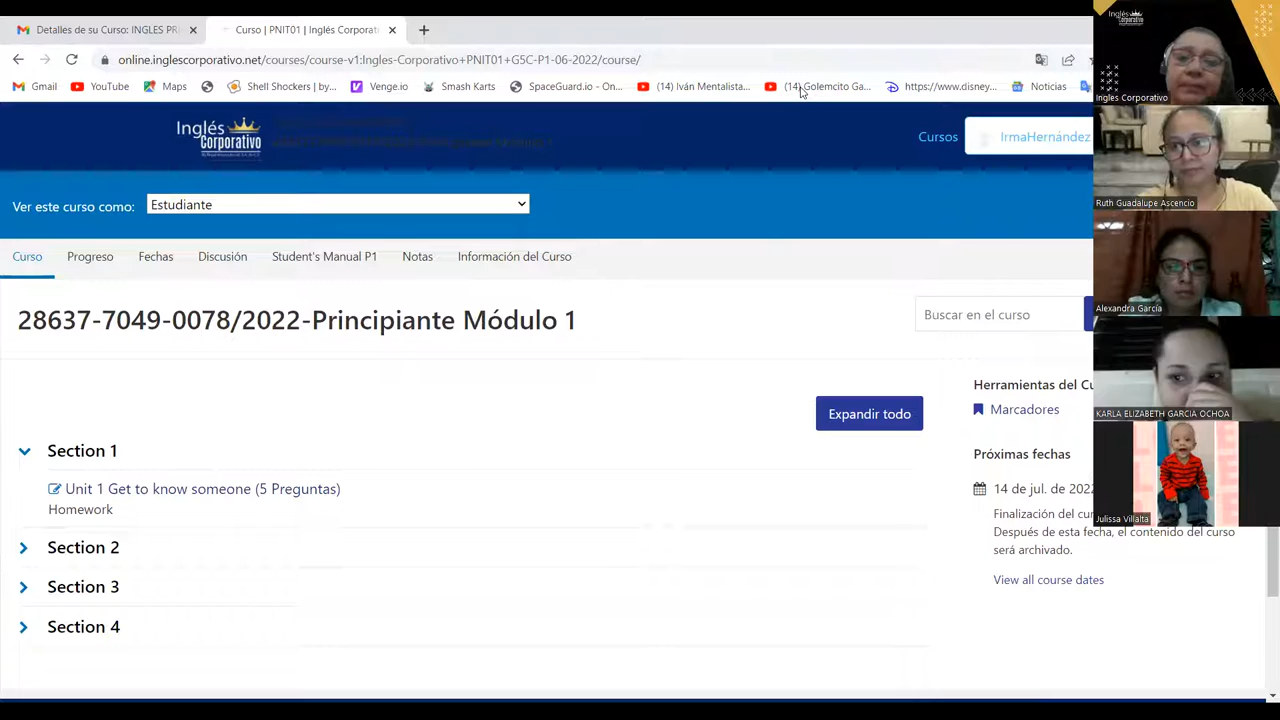 Detalles de su Curso: INGLES PR
Curso | PNIT01 | Inglés Corporati
online.inglescorporativo.net/courses/course-v1:Ingles-Corporativo+PNIT01+G5C-P1-06-2022/course/
Gmail
YouTube
Maps
Shell Shockers | by...
Venge.io
Smash Karts
SpaceGuard.io - On...
(14) Iván Mentalista...
(14) Golemcito Ga...
https://www.disney...
Noticias
Inglés
Corporativo
Cursos
IrmaHernández
Ver este curso como:
Estudiante
Curso
Progreso
Fechas
Discusión
Student's Manual P1
Notas
Información del Curso
28637-7049-0078/2022-Principiante Módulo 1
Buscar en el curso
Expandir todo
Section 1
Unit 1 Get to know someone (5 Preguntas)
Homework
Section 2
Section 3
Section 4
Herramientas del Cu
Marcadores
Próximas fechas
14 de jul. de 2022
Finalización del cur
Después de esta fecha, el contenido del curso
será archivado.
View all course dates
Inglés
Corporativo
Ingles Corporativo
Ruth Guadalupe Ascencio
Alexandra García
KARLA ELIZABETH GARCIA OCHOA
Julissa Villalta